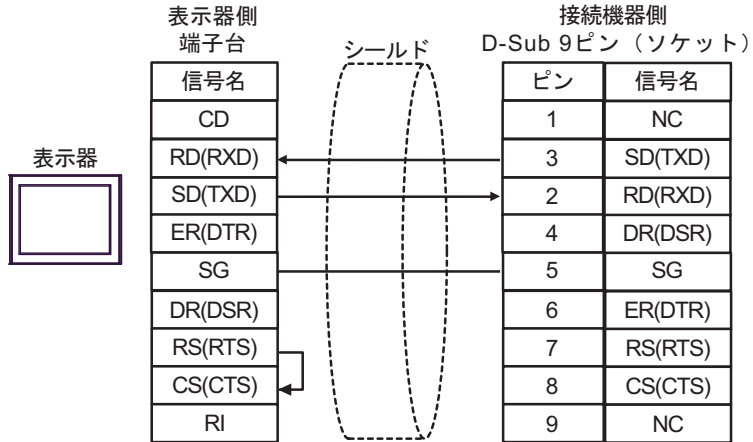 表示器側
端子台
シールド
接続機器側
D-Sub 9ピン（ソケット）
表示器
信号名
CD
RD(RXD)
SD(TXD)
ER(DTR)
SG
DR(DSR)
RS(RTS)
CS(CTS)
RI
ピン 信号名
1 NC
3 SD(TXD)
2 RD(RXD)
4 DR(DSR)
5 SG
6 ER(DTR)
7 RS(RTS)
8 CS(CTS)
9 NC